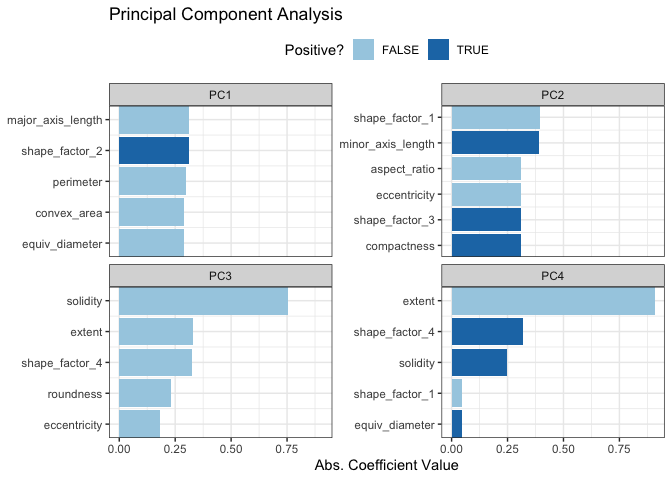 Principal Component Analysis
Positive? FALSE TRUE
PC1
major_axis_length
shape_factor_2
perimeter
convex_area
equiv_diameter
PC2
shape_factor_1
minor_axis_length
aspect_ratio
eccentricity
shape_factor_3
compactness
PC3
solidity
extent
shape_factor_4
roundness
eccentricity
0.00 0.25 0.50 0.75
PC4
extent
shape_factor_4
solidity
shape_factor_1
equiv_diameter
0.00 0.25 0.50 0.75
Abs. Coefficient Value